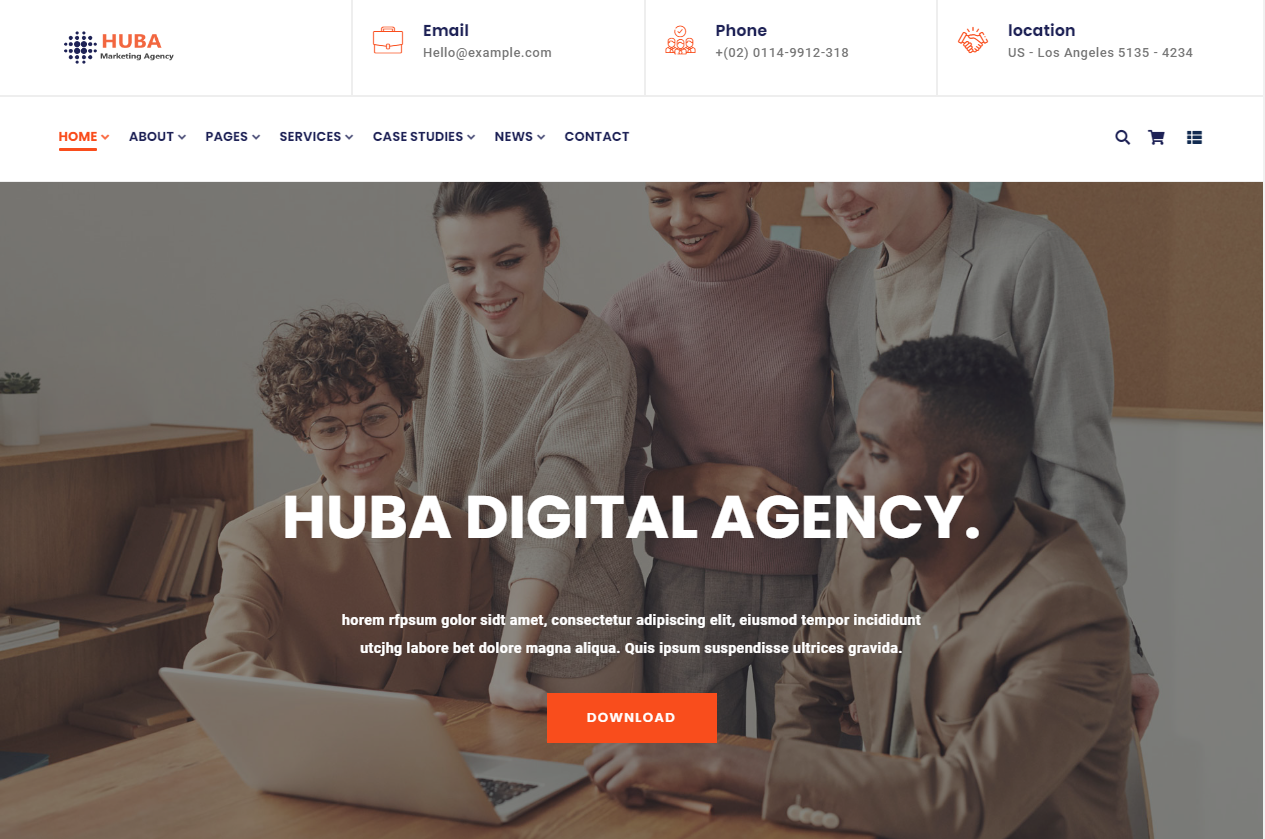 HUBA
Marketing Agency
Email
Hello@example.com
Phone
+(02) 0114-9912-318
location
US - Los Angeles 5135 - 4234
HOME
ABOUT
PAGES
SERVICES
CASE STUDIES
NEWS
CONTACT
HUBA DIGITAL AGENCY.
horem rfpsum golor sidt amet, consectetur adipiscing elit, eiusmod tempor incididunt
utcjhg labore bet dolore magna aliqua. Quis ipsum suspendisse ultrices gravida.
DOWNLOAD